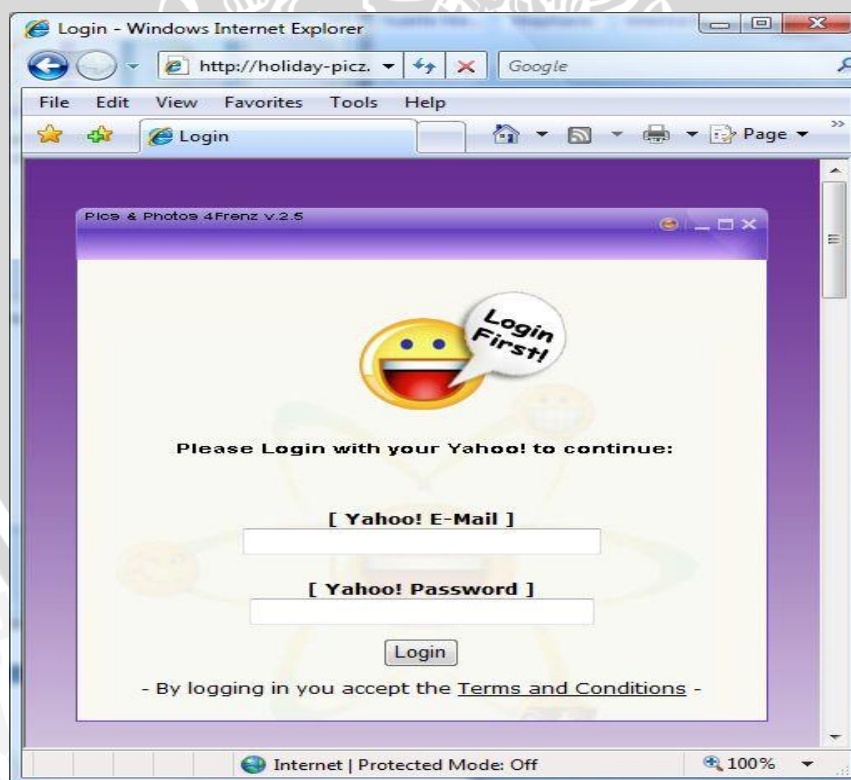 Login - Windows Internet Explorer
http://holiday-picz.
Google
File Edit View Favorites Tools Help
Login
Page
Pics & Photos 4Frenz v.2.5
Login
First!
Please Login with your Yahoo! to continue:
[ Yahoo! E-Mail ]
[ Yahoo! Password ]
Login
- By logging in you accept the Terms and Conditions -
Internet | Protected Mode: Off
100%